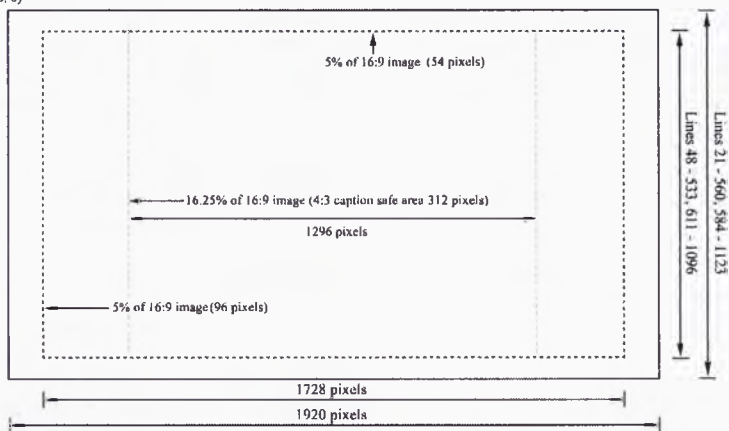 5% of 16:9 image (54 pixels)
16.25% of 16:9 image (4:3 caption safe area 312 pixels)
1296 pixels
5% of 16:9 image (96 pixels)
1728 pixels
1920 pixels
Lines 48 - 533, 611 - 1096
Lines 21 - 560, 584 - 1123